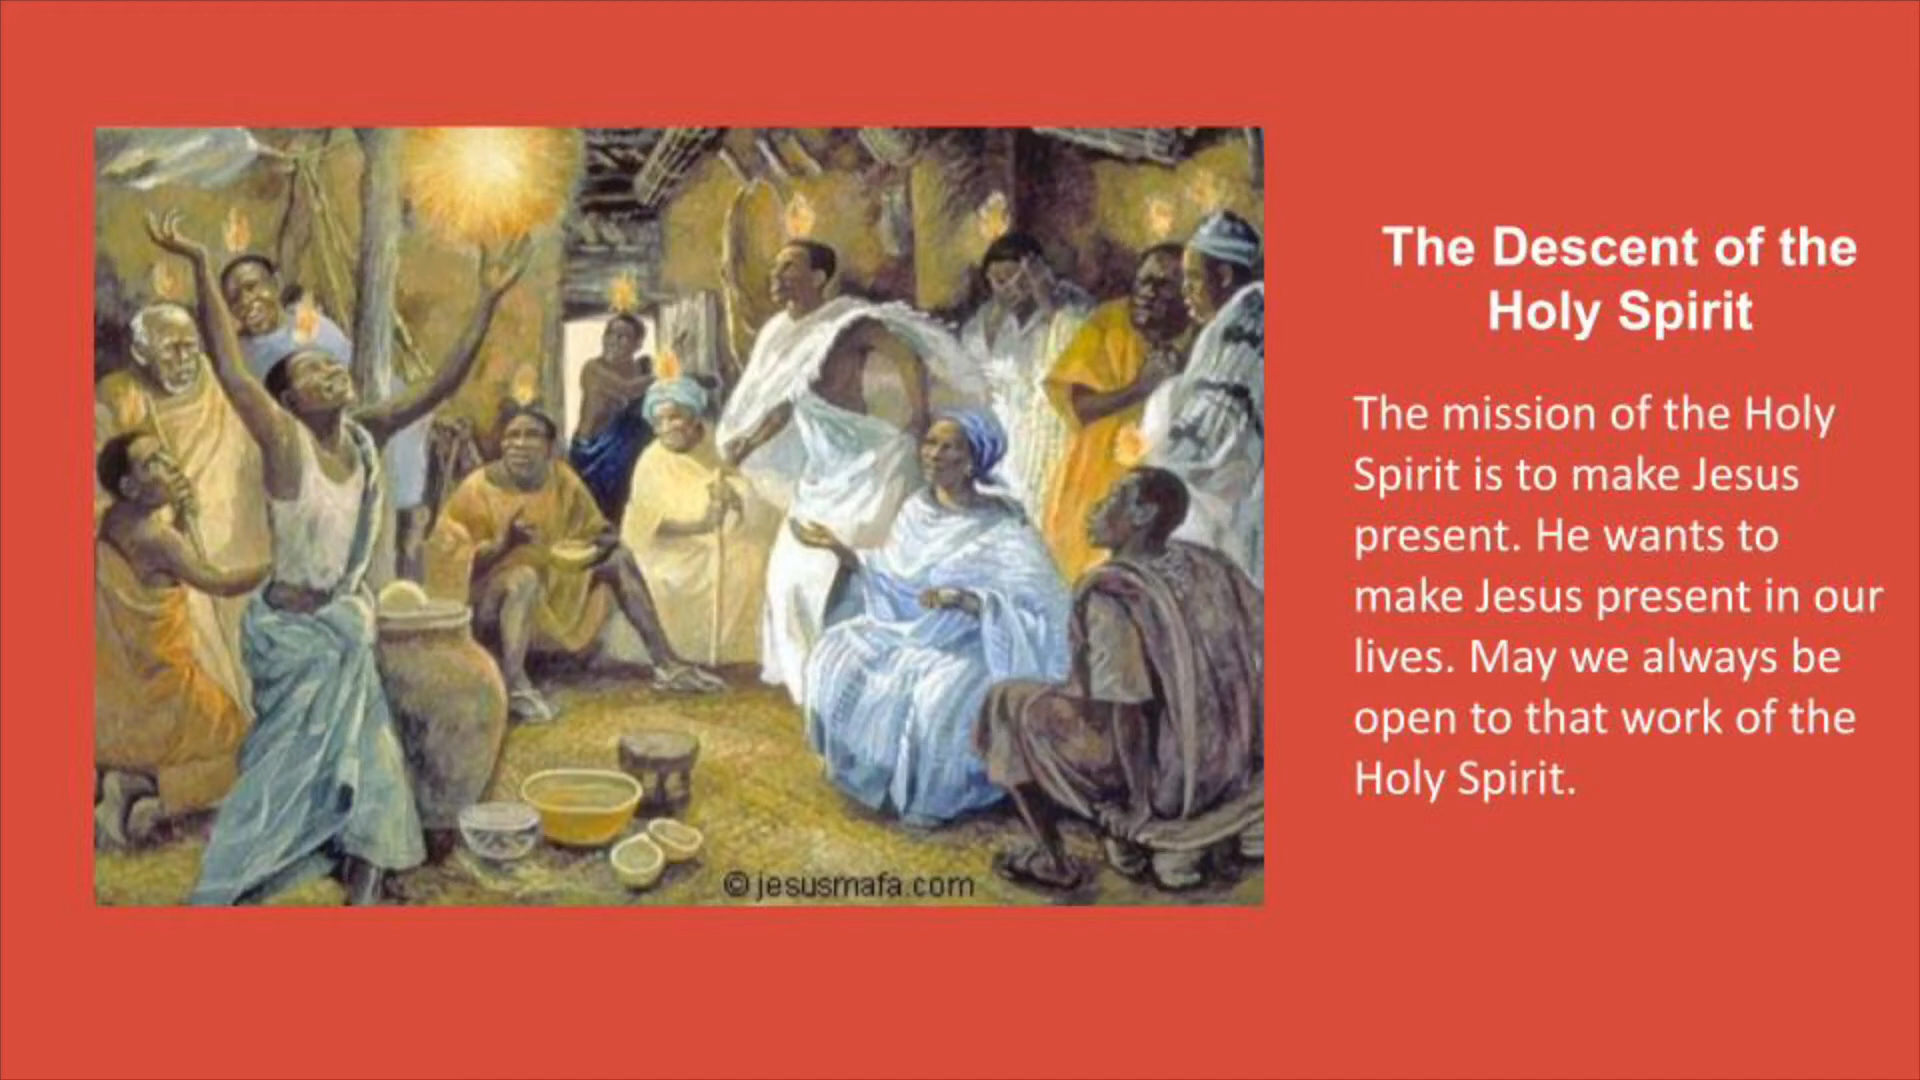 The Descent of the
Holy Spirit
The mission of the Holy
Spirit is to make Jesus
present. He wants to
make Jesus present in our
lives. May we always be
open to that work of the
Holy Spirit.
© jesusmafa.com